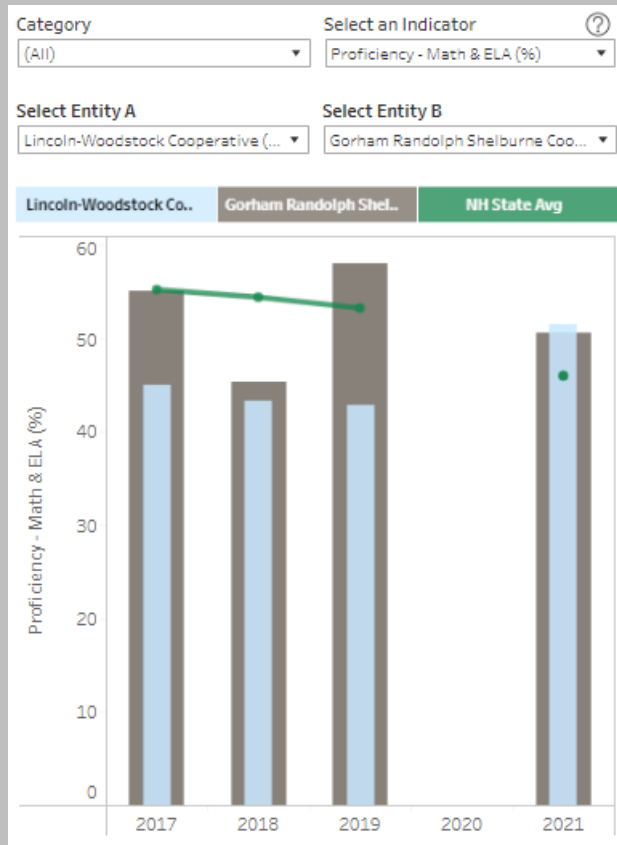 Category
Select an Indicator
?
(All)
Proficiency - Math & ELA (%)
Select Entity A
Select Entity B
Lincoln-Woodstock Cooperative (...
Gorham Randolph Shelburne Coo...
Lincoln-Woodstock Co..
Gorham Randolph Shel..
NH State Avg
Proficiency - Math & ELA (%)
60
50
40
30
20
10
0
2017
2018
2019
2020
2021